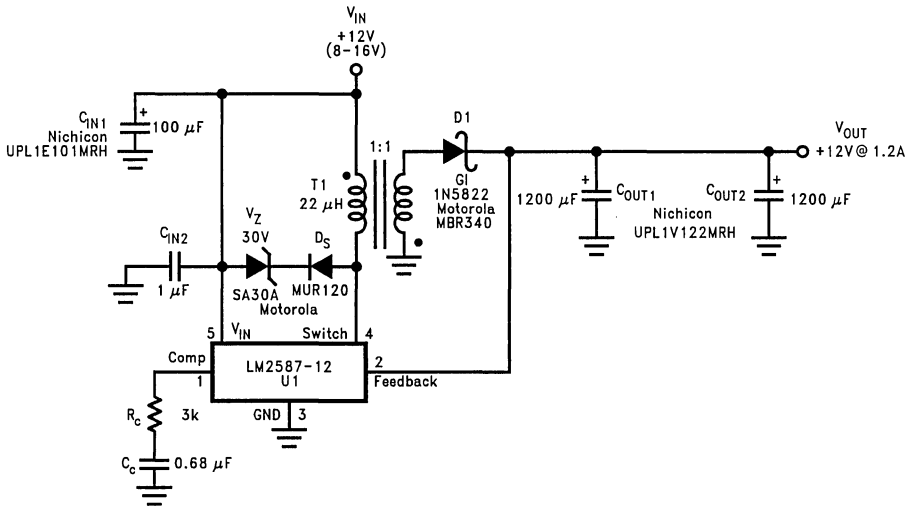 V_IN
+12V
(8-16V)
C_IN1
Nichicon
UPL1E101MRH
+
100 μF
T1
22 μH
1:1
D1
GI
1N5822
Motorola
MBR340
V_OUT
+12V @ 1.2A
1200 μF
+
C_OUT1
C_OUT2
+
1200 μF
Nichicon
UPL1V122MRH
C_IN2
1 μF
V_Z
30V
SA30A
Motorola
D_S
MUR120
5
V_IN
Switch
4
Comp
1
LM2587-12
U1
2
Feedback
GND
3
R_c
3k
C_c
0.68 μF